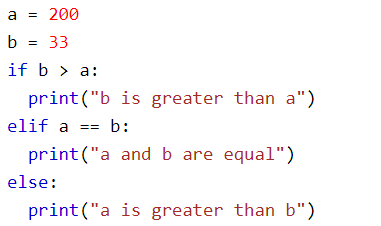 a = 200
b = 33
if b > a:
  print("b is greater than a")
elif a == b:
  print("a and b are equal")
else:
  print("a is greater than b")